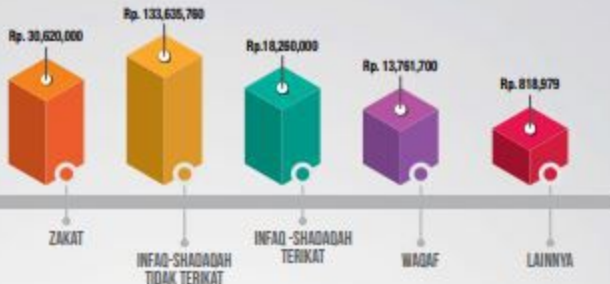 Rp. 30,620,000
Rp. 133,635,760
Rp.18,260,000
Rp. 13,761,700
Rp. 818,979
ZAKAT
INFAQ-SHADAQAH
TIDAK TERIKAT
INFAQ -SHADAQAH
TERIKAT
WAQAF
LAINNYA